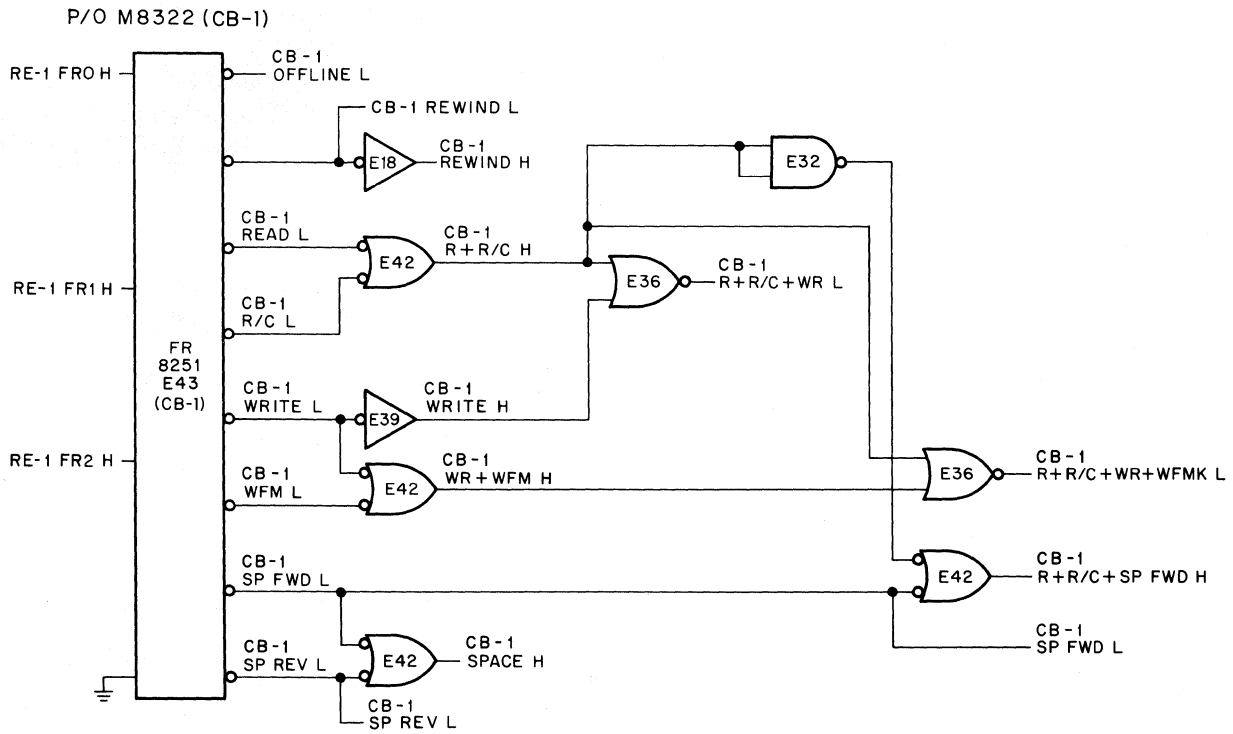 P/O M8322 (CB-1)
RE-1 FR0 H
CB-1
OFFLINE L
CB-1 REWIND L
E18
CB-1
REWIND H
E32
CB-1
READ L
E42
CB-1
R+R/C H
E36
CB-1
R+R/C+WR L
RE-1 FR1 H
CB-1
R/C L
FR
8251
E43
(CB-1)
CB-1
WRITE L
E39
CB-1
WRITE H
RE-1 FR2 H
CB-1
WFM L
E42
CB-1
WR+WFM H
E36
CB-1
R+R/C+WR+WFMK L
CB-1
SP FWD L
E42
CB-1
R+R/C+SP FWD H
CB-1
SP FWD L
CB-1
SP REV L
E42
CB-1
SPACE H
CB-1
SP REV L